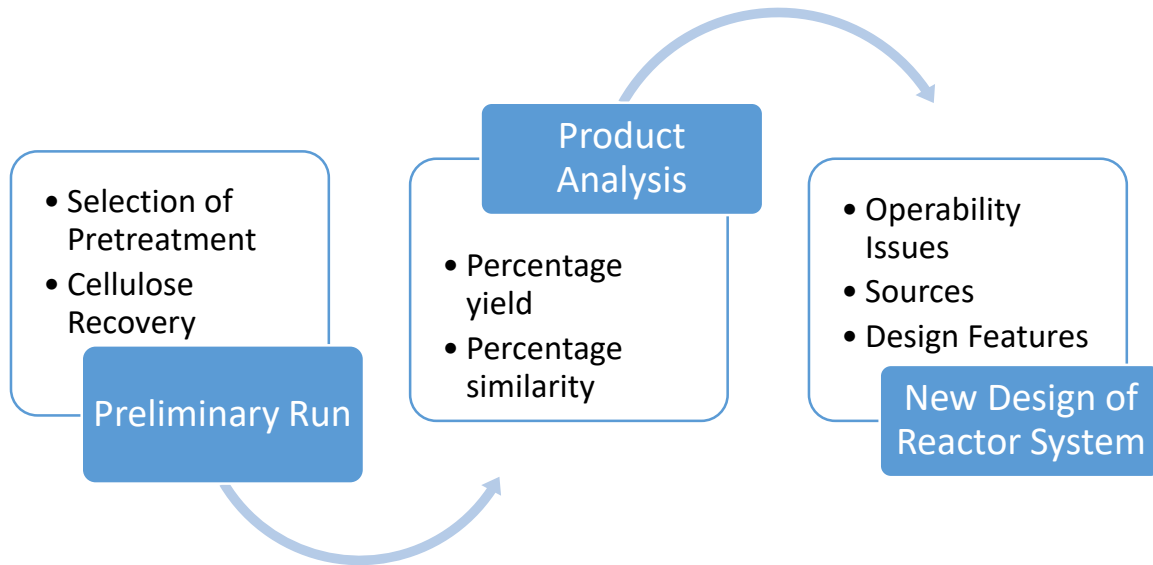 • Selection of
Pretreatment
• Cellulose
Recovery
Preliminary Run
Product
Analysis
• Percentage
yield
• Percentage
similarity
• Operability
Issues
• Sources
• Design Features
New Design of
Reactor System